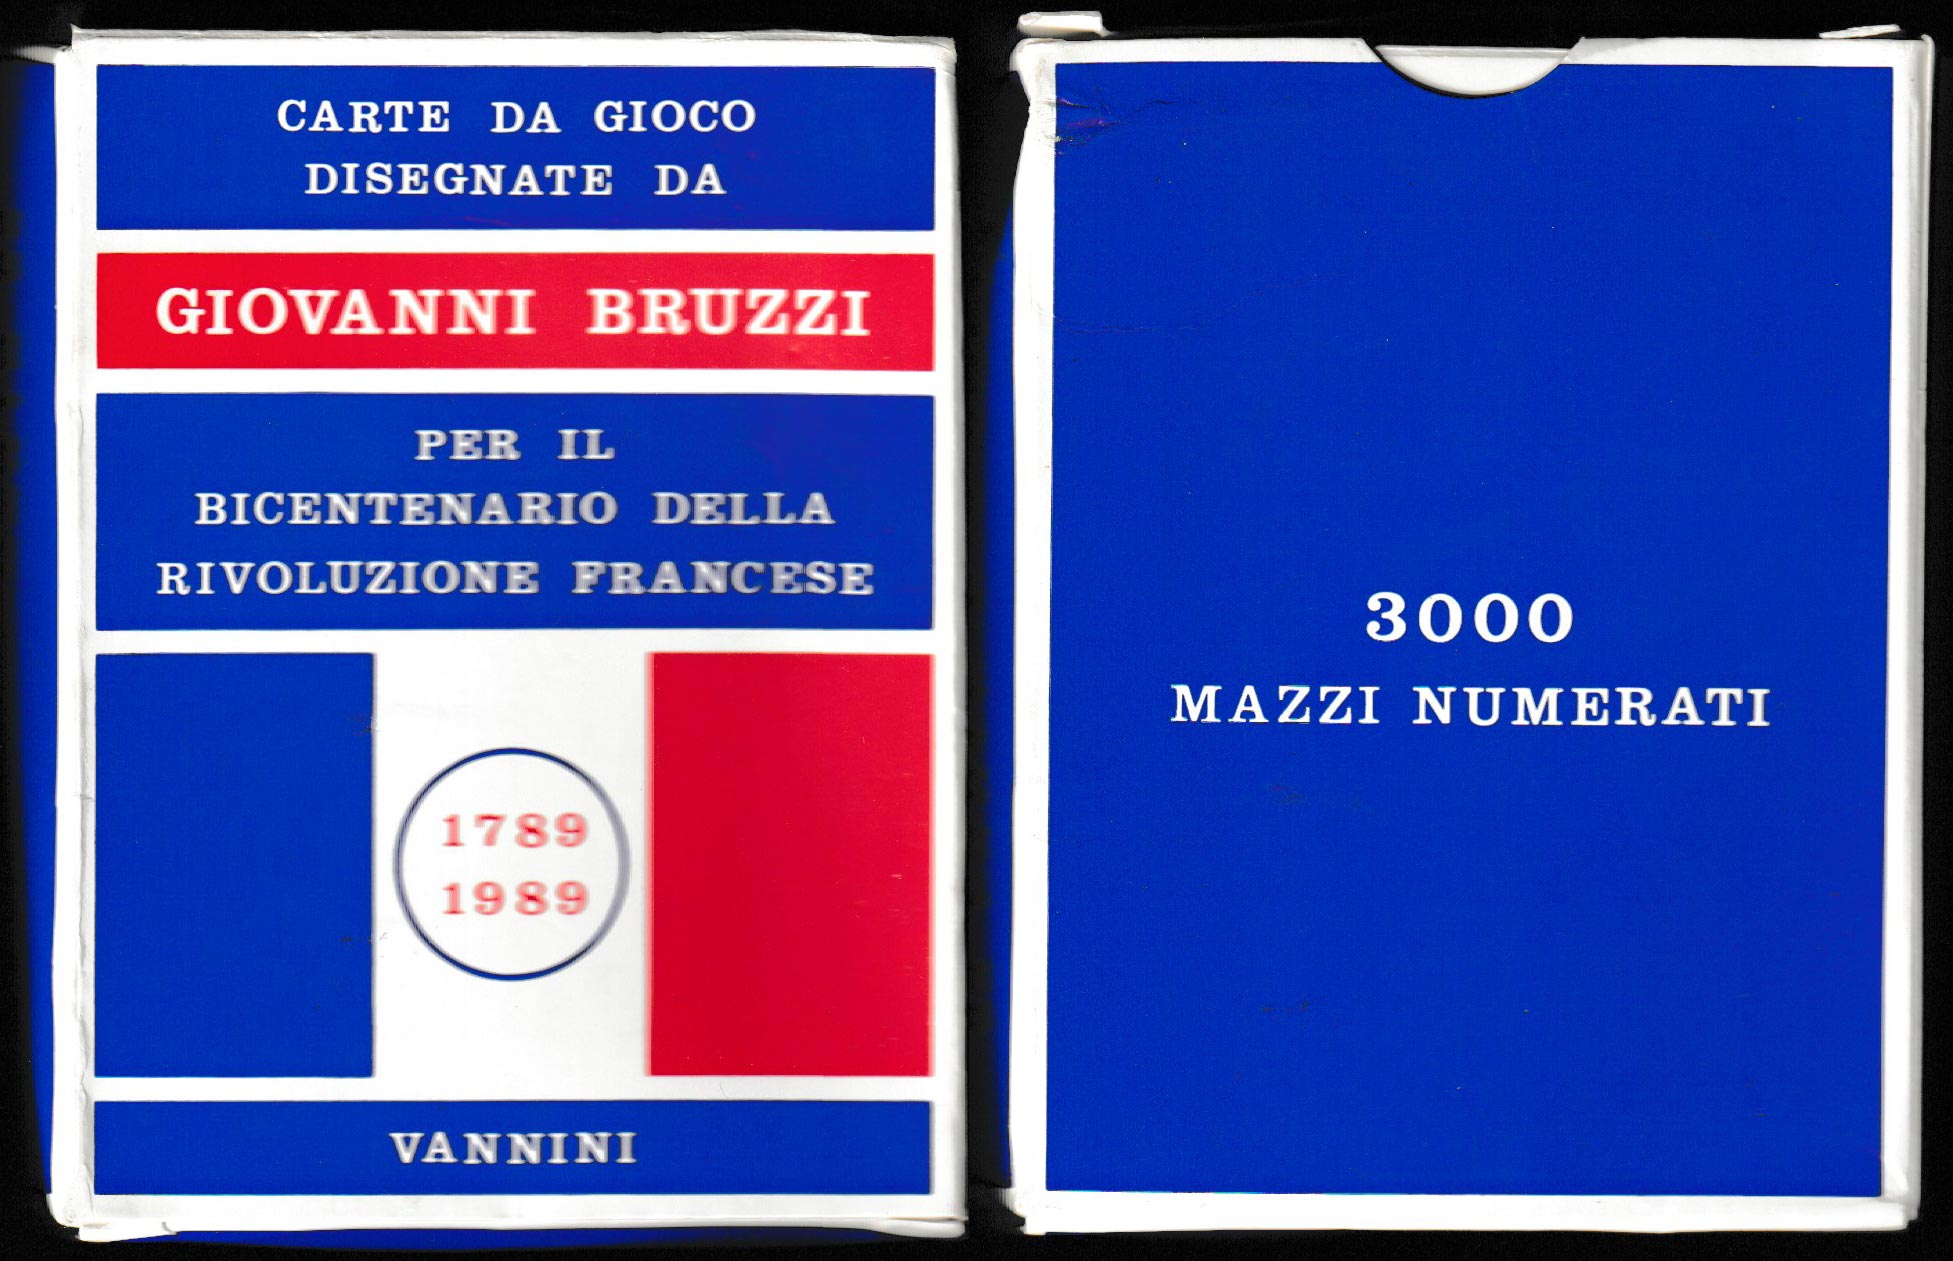 CARTE DA GIOCO
DISEGNATE DA
GIOVANNI BRUZZI
PER IL
BICENTENARIO DELLA
RIVOLUZIONE FRANCESE
1789
1989
VANNINI
3000
MAZZI NUMERATI